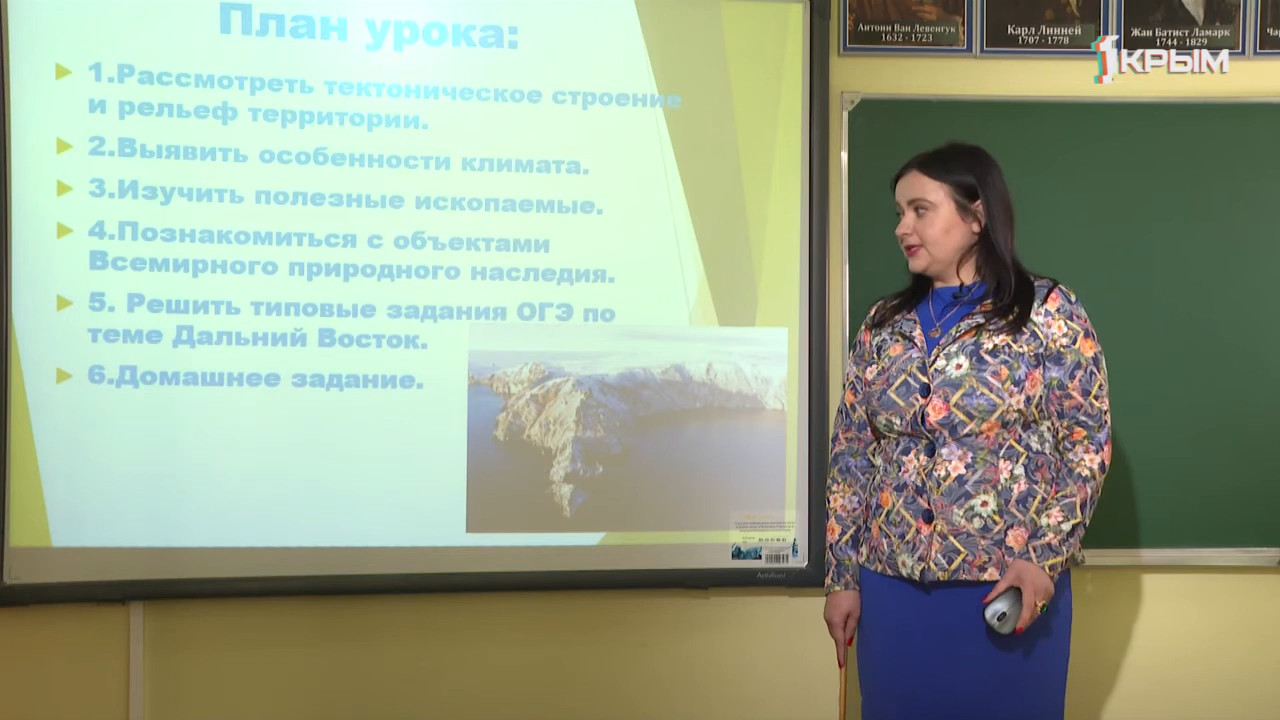 План урока:
1.Рассмотреть тектоническое строение
и рельеф территории.
2.Выявить особенности климата.
3.Изучить полезные ископаемые.
4.Познакомиться с объектами
Всемирного природного наследия.
5. Решить типовые задания ОГЭ по
теме Дальний Восток.
6.Домашнее задание.
Антони Ван Левенгук
1632 - 1723
Карл Линней
1707 - 1778
Жан Батист Ламарк
1744 - 1829
1КРЫМ
ActivBoard